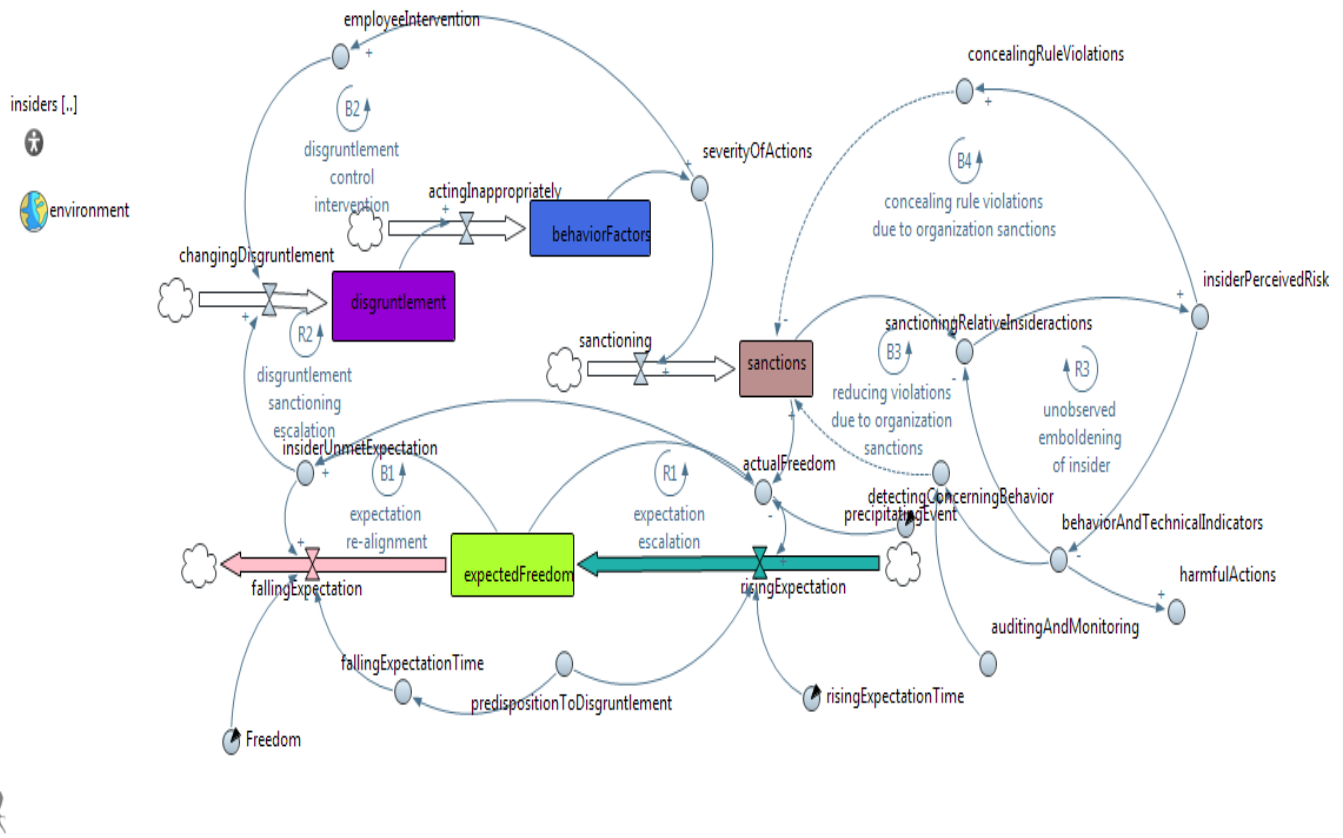 employeeIntervention
concealingRuleViolations
insiders [..]
B2
disgruntlement
control
intervention
severityOfActions
B4
concealing rule violations
due to organization sanctions
actingInappropriately
environment
behaviorFactors
changingDisgruntlement
disgruntlement
insiderPerceivedRisk
R2
disgruntlement
sanctioning
escalation
sanctioning
sanctions
sanctioningRelativeInsideractions
B3
reducing violations
due to organization
sanctions
R3
unobserved
emboldening
of insider
insiderUnmetExpectation
B1
expectation
re-alignment
R1
expectation
escalation
actualFreedom
detectingConcerningBehavior
precipitatingEvent
behaviorAndTechnicalIndicators
expectedFreedom
fallingExpectation
risingExpectation
harmfulActions
auditingAndMonitoring
fallingExpectationTime
predispositionToDisgruntlement
risingExpectationTime
Freedom